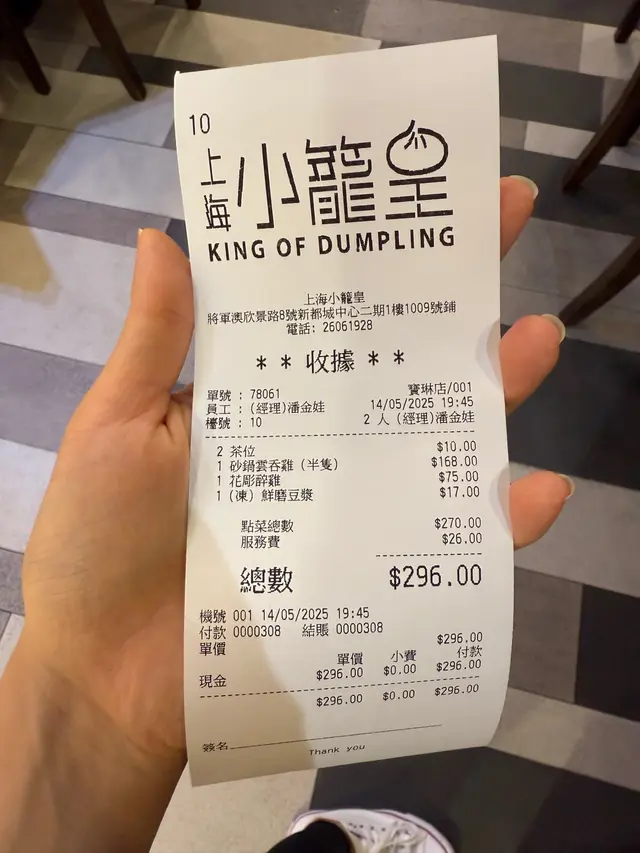 10
上海小籠皇
KING OF DUMPLING
上海小籠皇
將軍澳欣景路8號新都城中心二期1樓1009號鋪
電話: 26061928
** 收據 **
單號 : 78061 寶琳店/001
員工 : (經理)潘金娃 14/05/2025 19:45
檯號 : 10 2 人 (經理)潘金娃
2 茶位 $10.00
1 砂鍋雲吞雞 (半隻) $168.00
1 花彫醉雞 $75.00
1 (凍) 鮮磨豆漿 $17.00
點菜總數 $270.00
服務費 $26.00
總數 $296.00
機號 001 14/05/2025 19:45
付款 0000308 結賬 0000308
單價 $296.00
單價 小費 付款
現金 $296.00 $0.00 $296.00
$296.00 $0.00 $296.00
簽名
Thank you